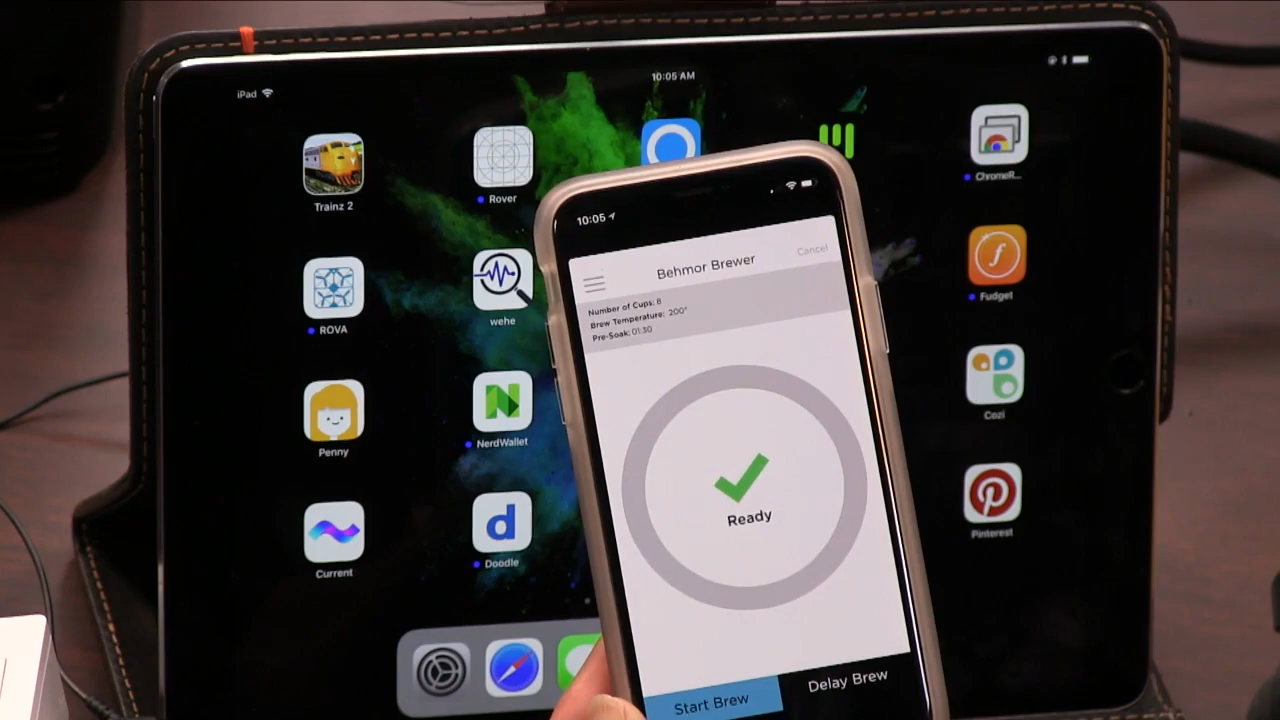 iPad
10:05 AM
Trainz 2
Rover
ChromeR...
ROVA
wehe
Fudget
Penny
NerdWallet
Cozi
Current
Doodle
Pinterest
10:05
Behmor Brewer
Cancel
Number of Cups: 8
Brew Temperature: 200°
Pre-Soak: 01:30
Ready
Start Brew
Delay Brew